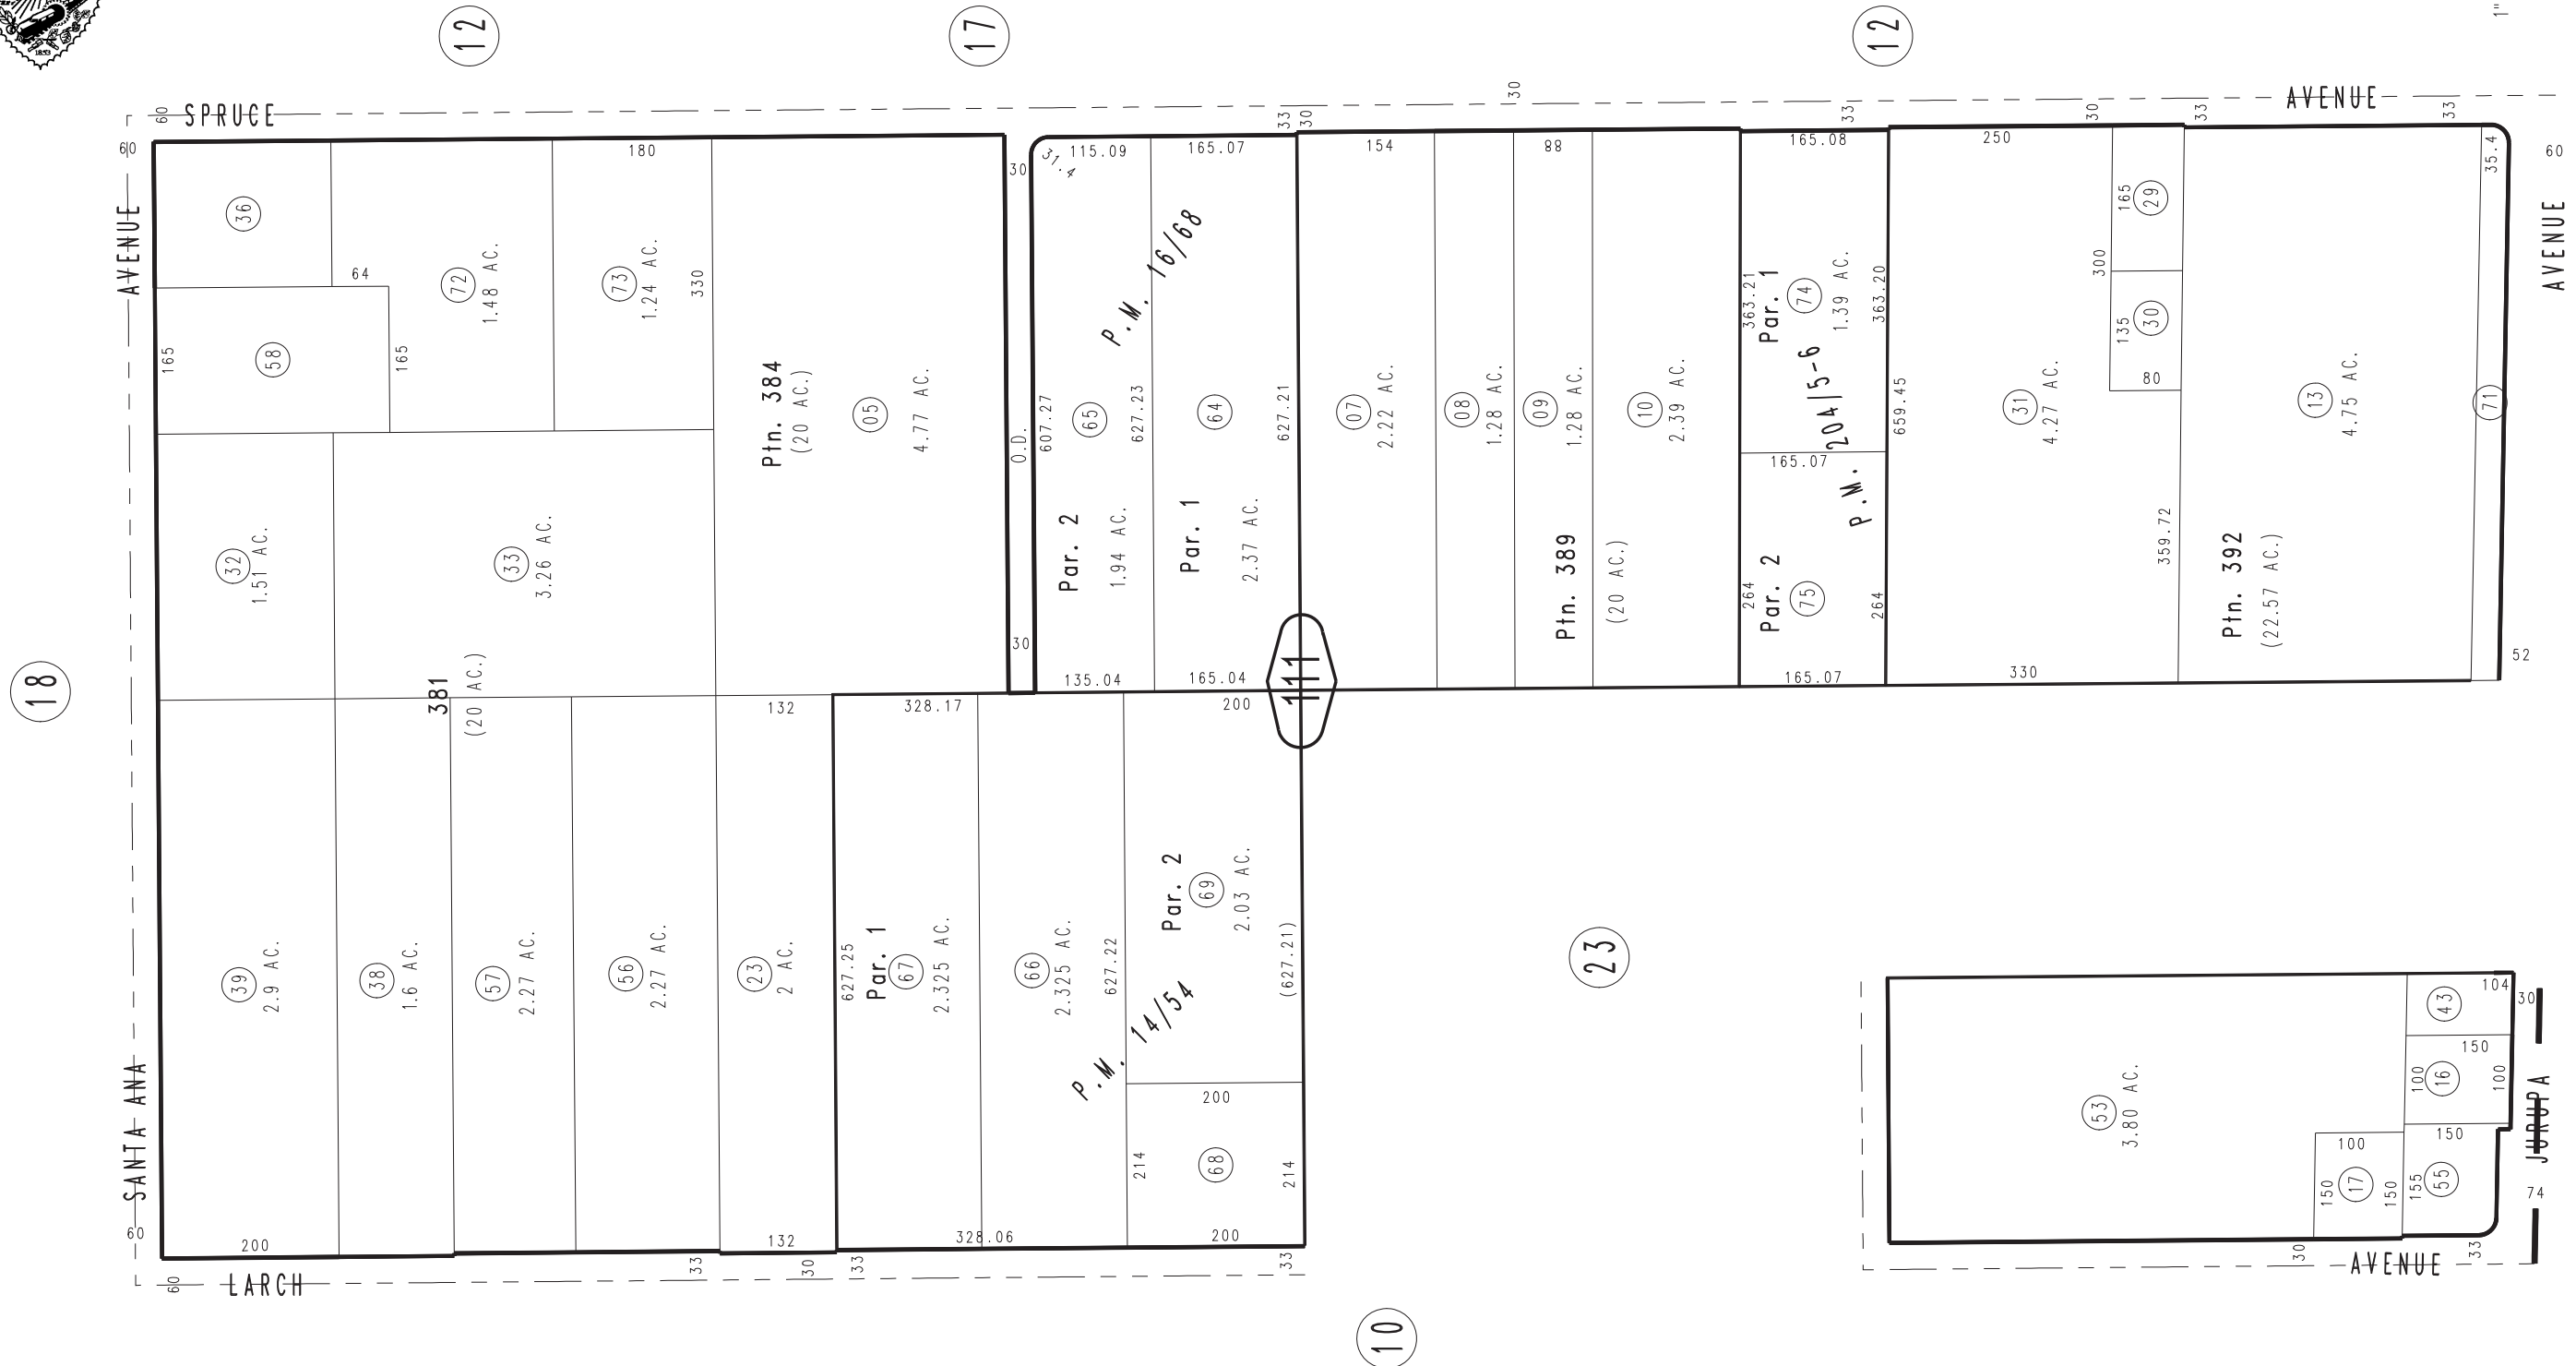 12
17
12
1"
1853
SPRUCE
AVENUE
60
30
33
30
33
30
33
33
60
60
180
30
31.4
115.09
165.07
154
88
165.08
250
35.4
AVENUE
AVENUE
36
64
72
1.48 AC.
73
1.24 AC.
330
P.M. 16/68
363.21
Par. 1
74
1.39 AC.
363.20
300
165
29
135
30
80
165
58
165
Ptn. 384
(20 AC.)
05
4.77 AC.
O.D.
607.27
65
627.23
64
627.21
07
2.22 AC.
08
1.28 AC.
09
1.28 AC.
10
2.39 AC.
P.M. 204/5-6
165.07
659.45
31
4.27 AC.
13
4.75 AC.
71
32
1.51 AC.
33
3.26 AC.
Par. 2
1.94 AC.
Par. 1
2.37 AC.
Ptn. 389
(20 AC.)
264
Par. 2
75
264
359.72
Ptn. 392
(22.57 AC.)
30
52
18
381
(20 AC.)
135.04
165.04
111
165.07
330
132
328.17
200
39
2.9 AC.
38
1.6 AC.
57
2.27 AC.
56
2.27 AC.
23
2 AC.
627.25
Par. 1
67
2.325 AC.
66
2.325 AC.
627.22
Par. 2
69
2.03 AC.
(627.21)
P.M. 14/54
23
104
30
43
150
100
16
100
53
3.80 AC.
100
150
150
17
150
155
55
JURUPA
74
SANTA ANA
200
214
68
214
60
200
132
328.06
200
60
LARCH
33
30
33
33
30
AVENUE
33
10